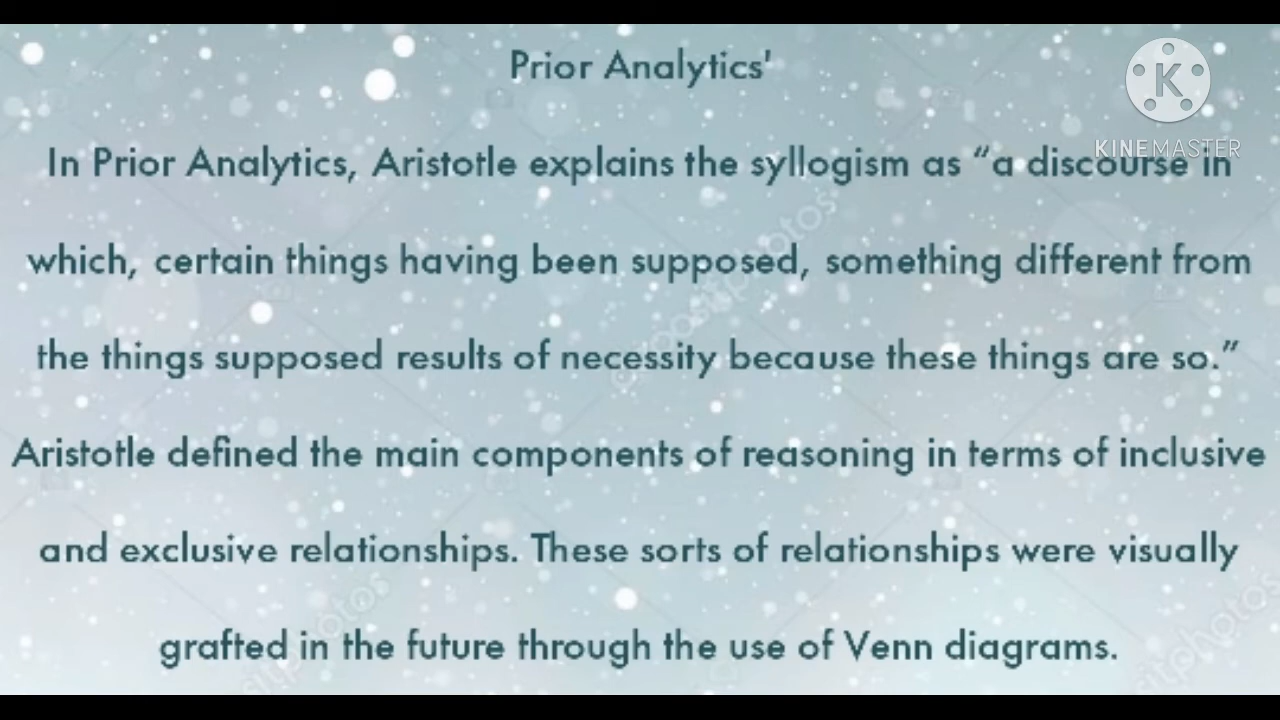 Prior Analytics'
K
KINEMASTER
In Prior Analytics, Aristotle explains the syllogism as “a discourse in
which, certain things having been supposed, something different from
the things supposed results of necessity because these things are so.”
Aristotle defined the main components of reasoning in terms of inclusive
and exclusive relationships. These sorts of relationships were visually
grafted in the future through the use of Venn diagrams.